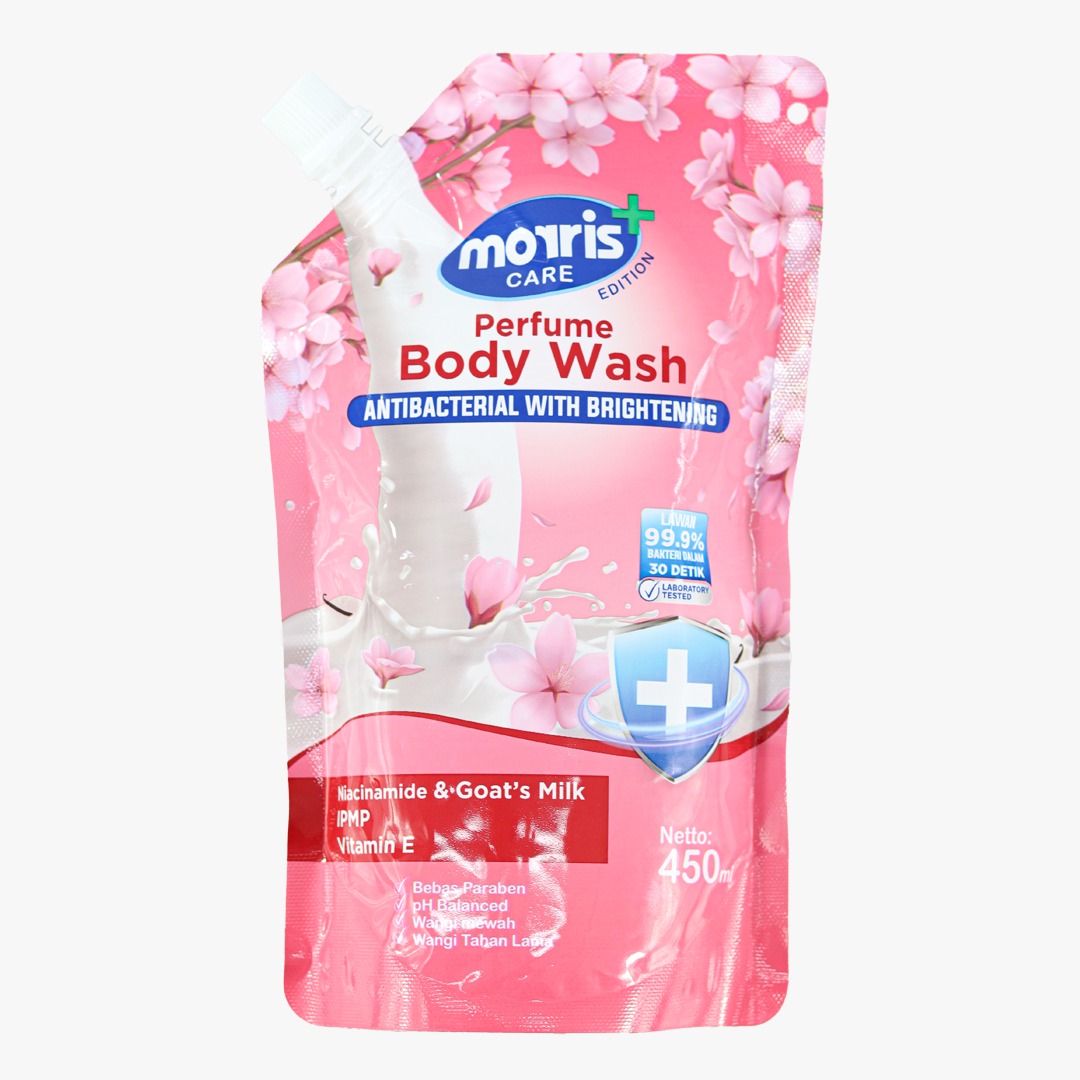 morris
CARE
EDITION
Perfume
Body Wash
ANTIBACTERIAL WITH BRIGHTENING
LAWAN
99.9%
BAKTERI DALAM
30 DETIK
LABORATORY
TESTED
Niacinamide & Goat's Milk
IPMP
Vitamin E
Netto:
450ml
Bebas Paraben
pH Balanced
Wangi mewah
Wangi Tahan Lama